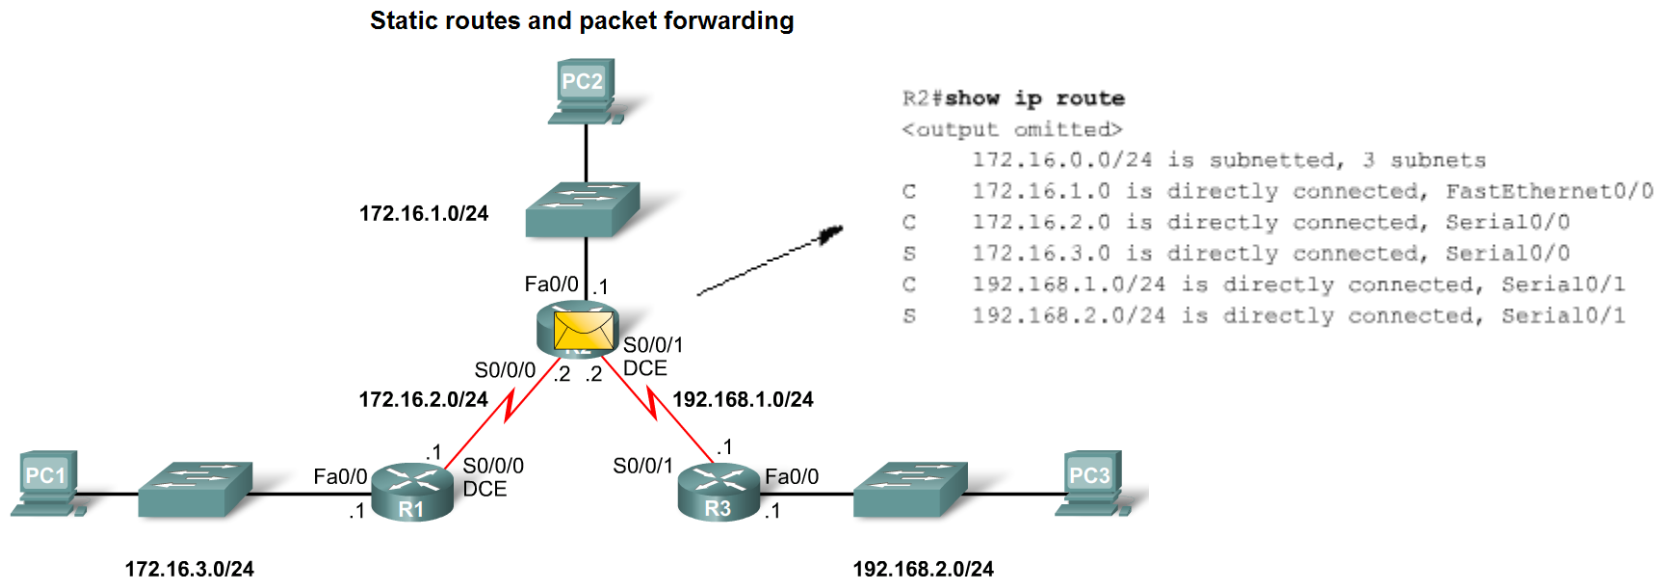 Static routes and packet forwarding
PC2
172.16.1.0/24
Fa0/0
.1
R2
S0/0/0
.2
.2
S0/0/1
DCE
172.16.2.0/24
192.168.1.0/24
.1
S0/0/0
DCE
.1
S0/0/1
PC1
Fa0/0
.1
R1
R3
Fa0/0
.1
PC3
172.16.3.0/24
192.168.2.0/24
R2#show ip route
<output omitted>
172.16.0.0/24 is subnetted, 3 subnets
C 172.16.1.0 is directly connected, FastEthernet0/0
C 172.16.2.0 is directly connected, Serial0/0
S 172.16.3.0 is directly connected, Serial0/0
C 192.168.1.0/24 is directly connected, Serial0/1
S 192.168.2.0/24 is directly connected, Serial0/1